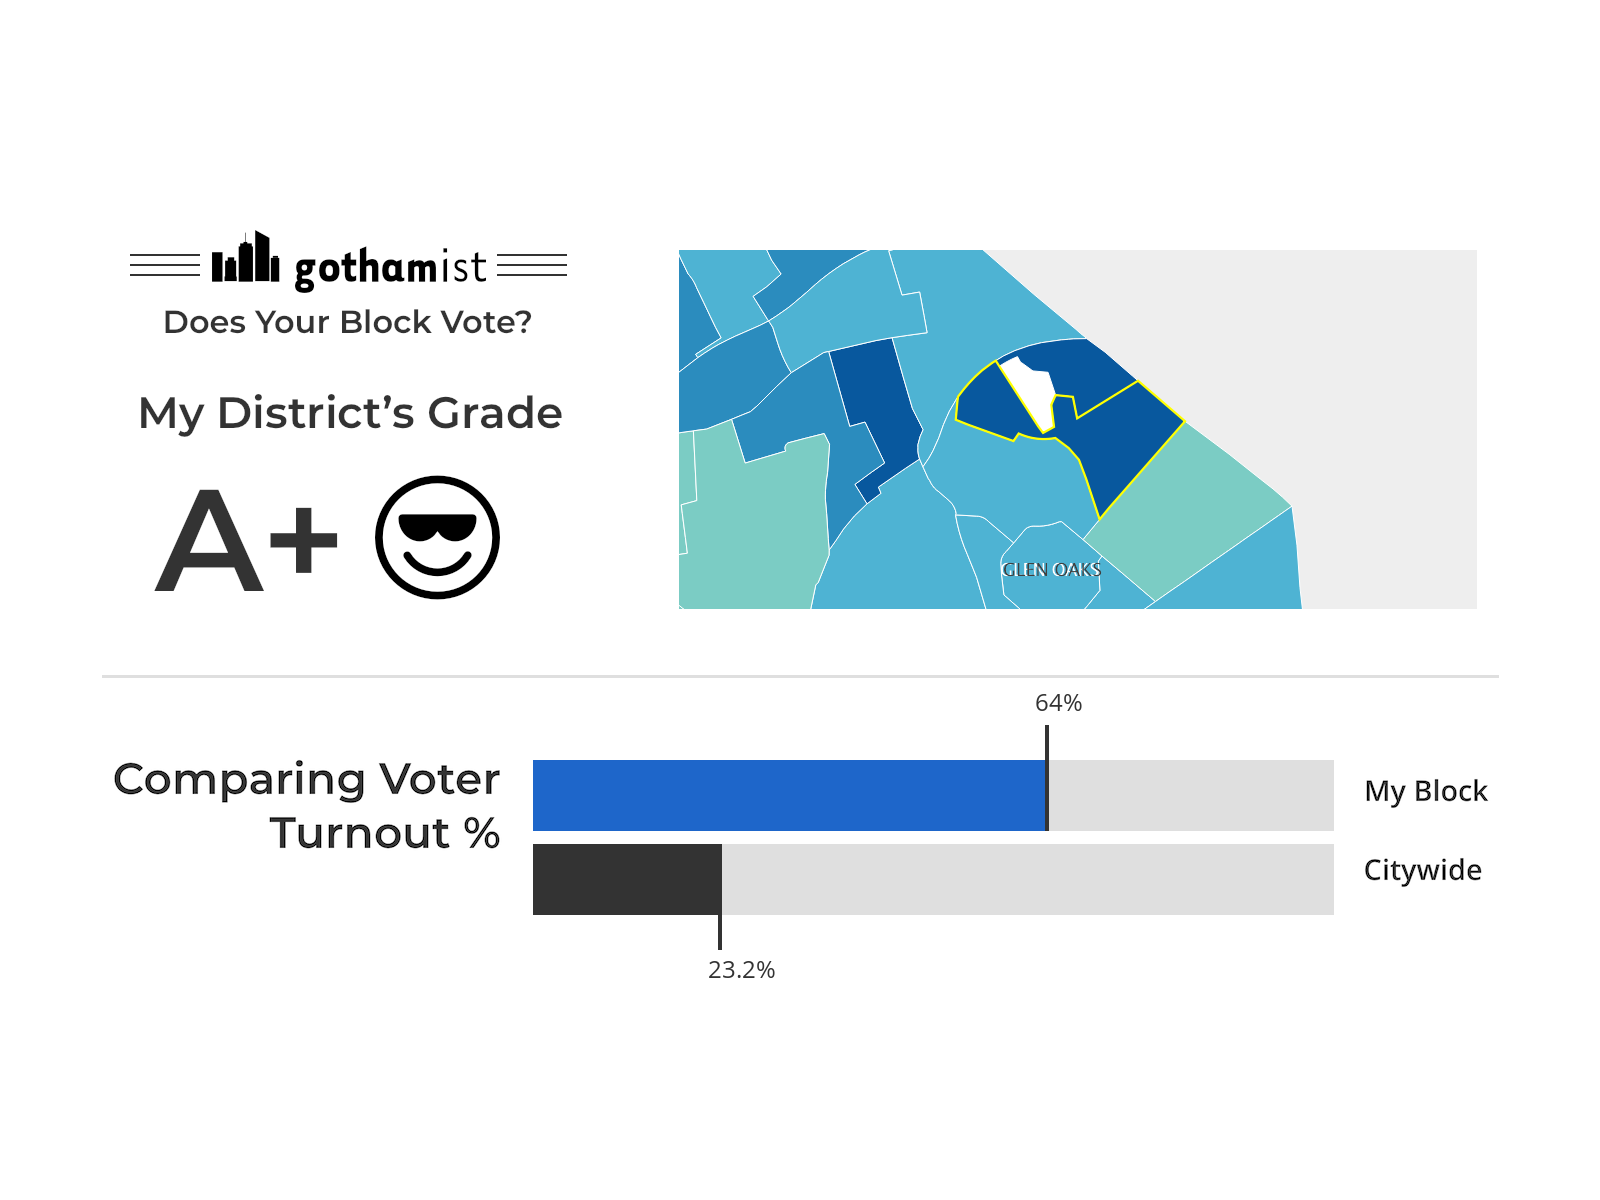 gothamist
Does Your Block Vote?
My District’s Grade
A+
GLEN OAKS
64%
Comparing Voter
Turnout %
My Block
Citywide
23.2%